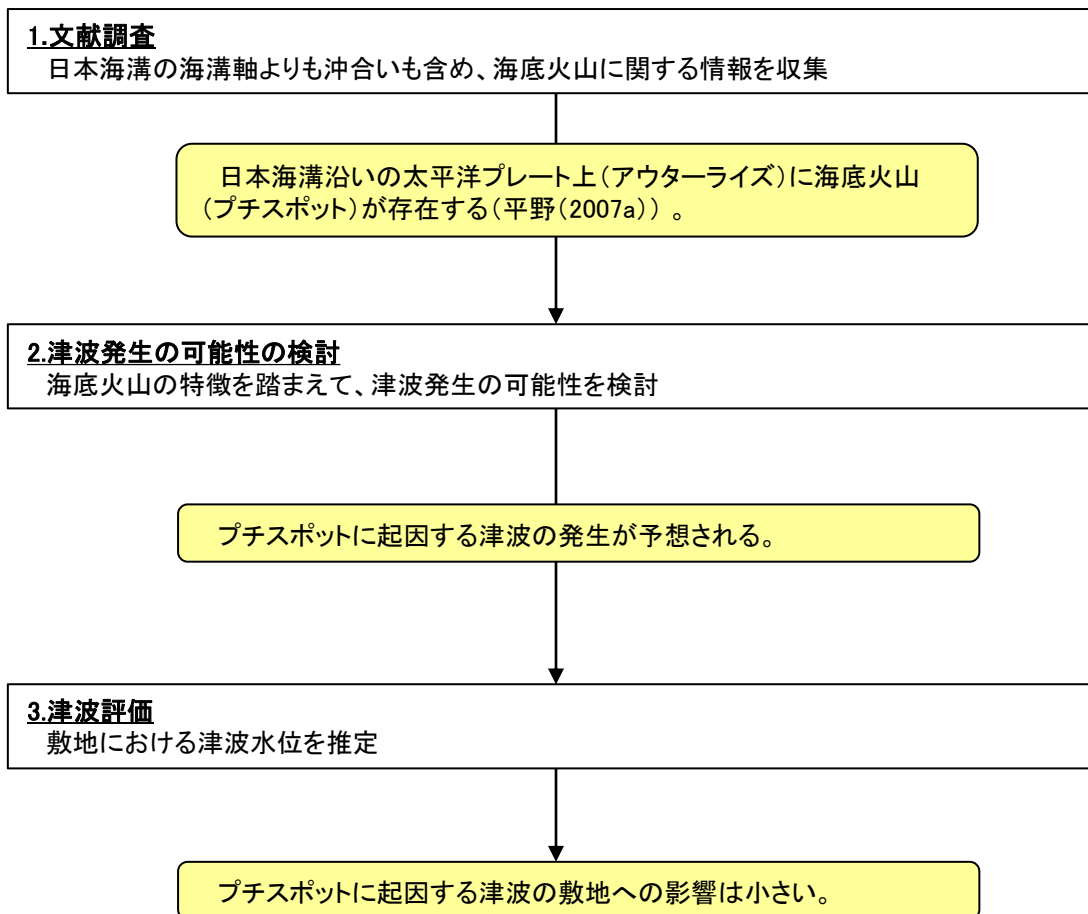 1.文献調査
日本海溝の海溝軸よりも沖合いも含め、海底火山に関する情報を収集
日本海溝沿いの太平洋プレート上(アウターライズ)に海底火山
(プチスポット)が存在する(平野(2007a)) 。
2.津波発生の可能性の検討
海底火山の特徴を踏まえて、津波発生の可能性を検討
プチスポットに起因する津波の発生が予想される。
3.津波評価
敷地における津波水位を推定
プチスポットに起因する津波の敷地への影響は小さい。